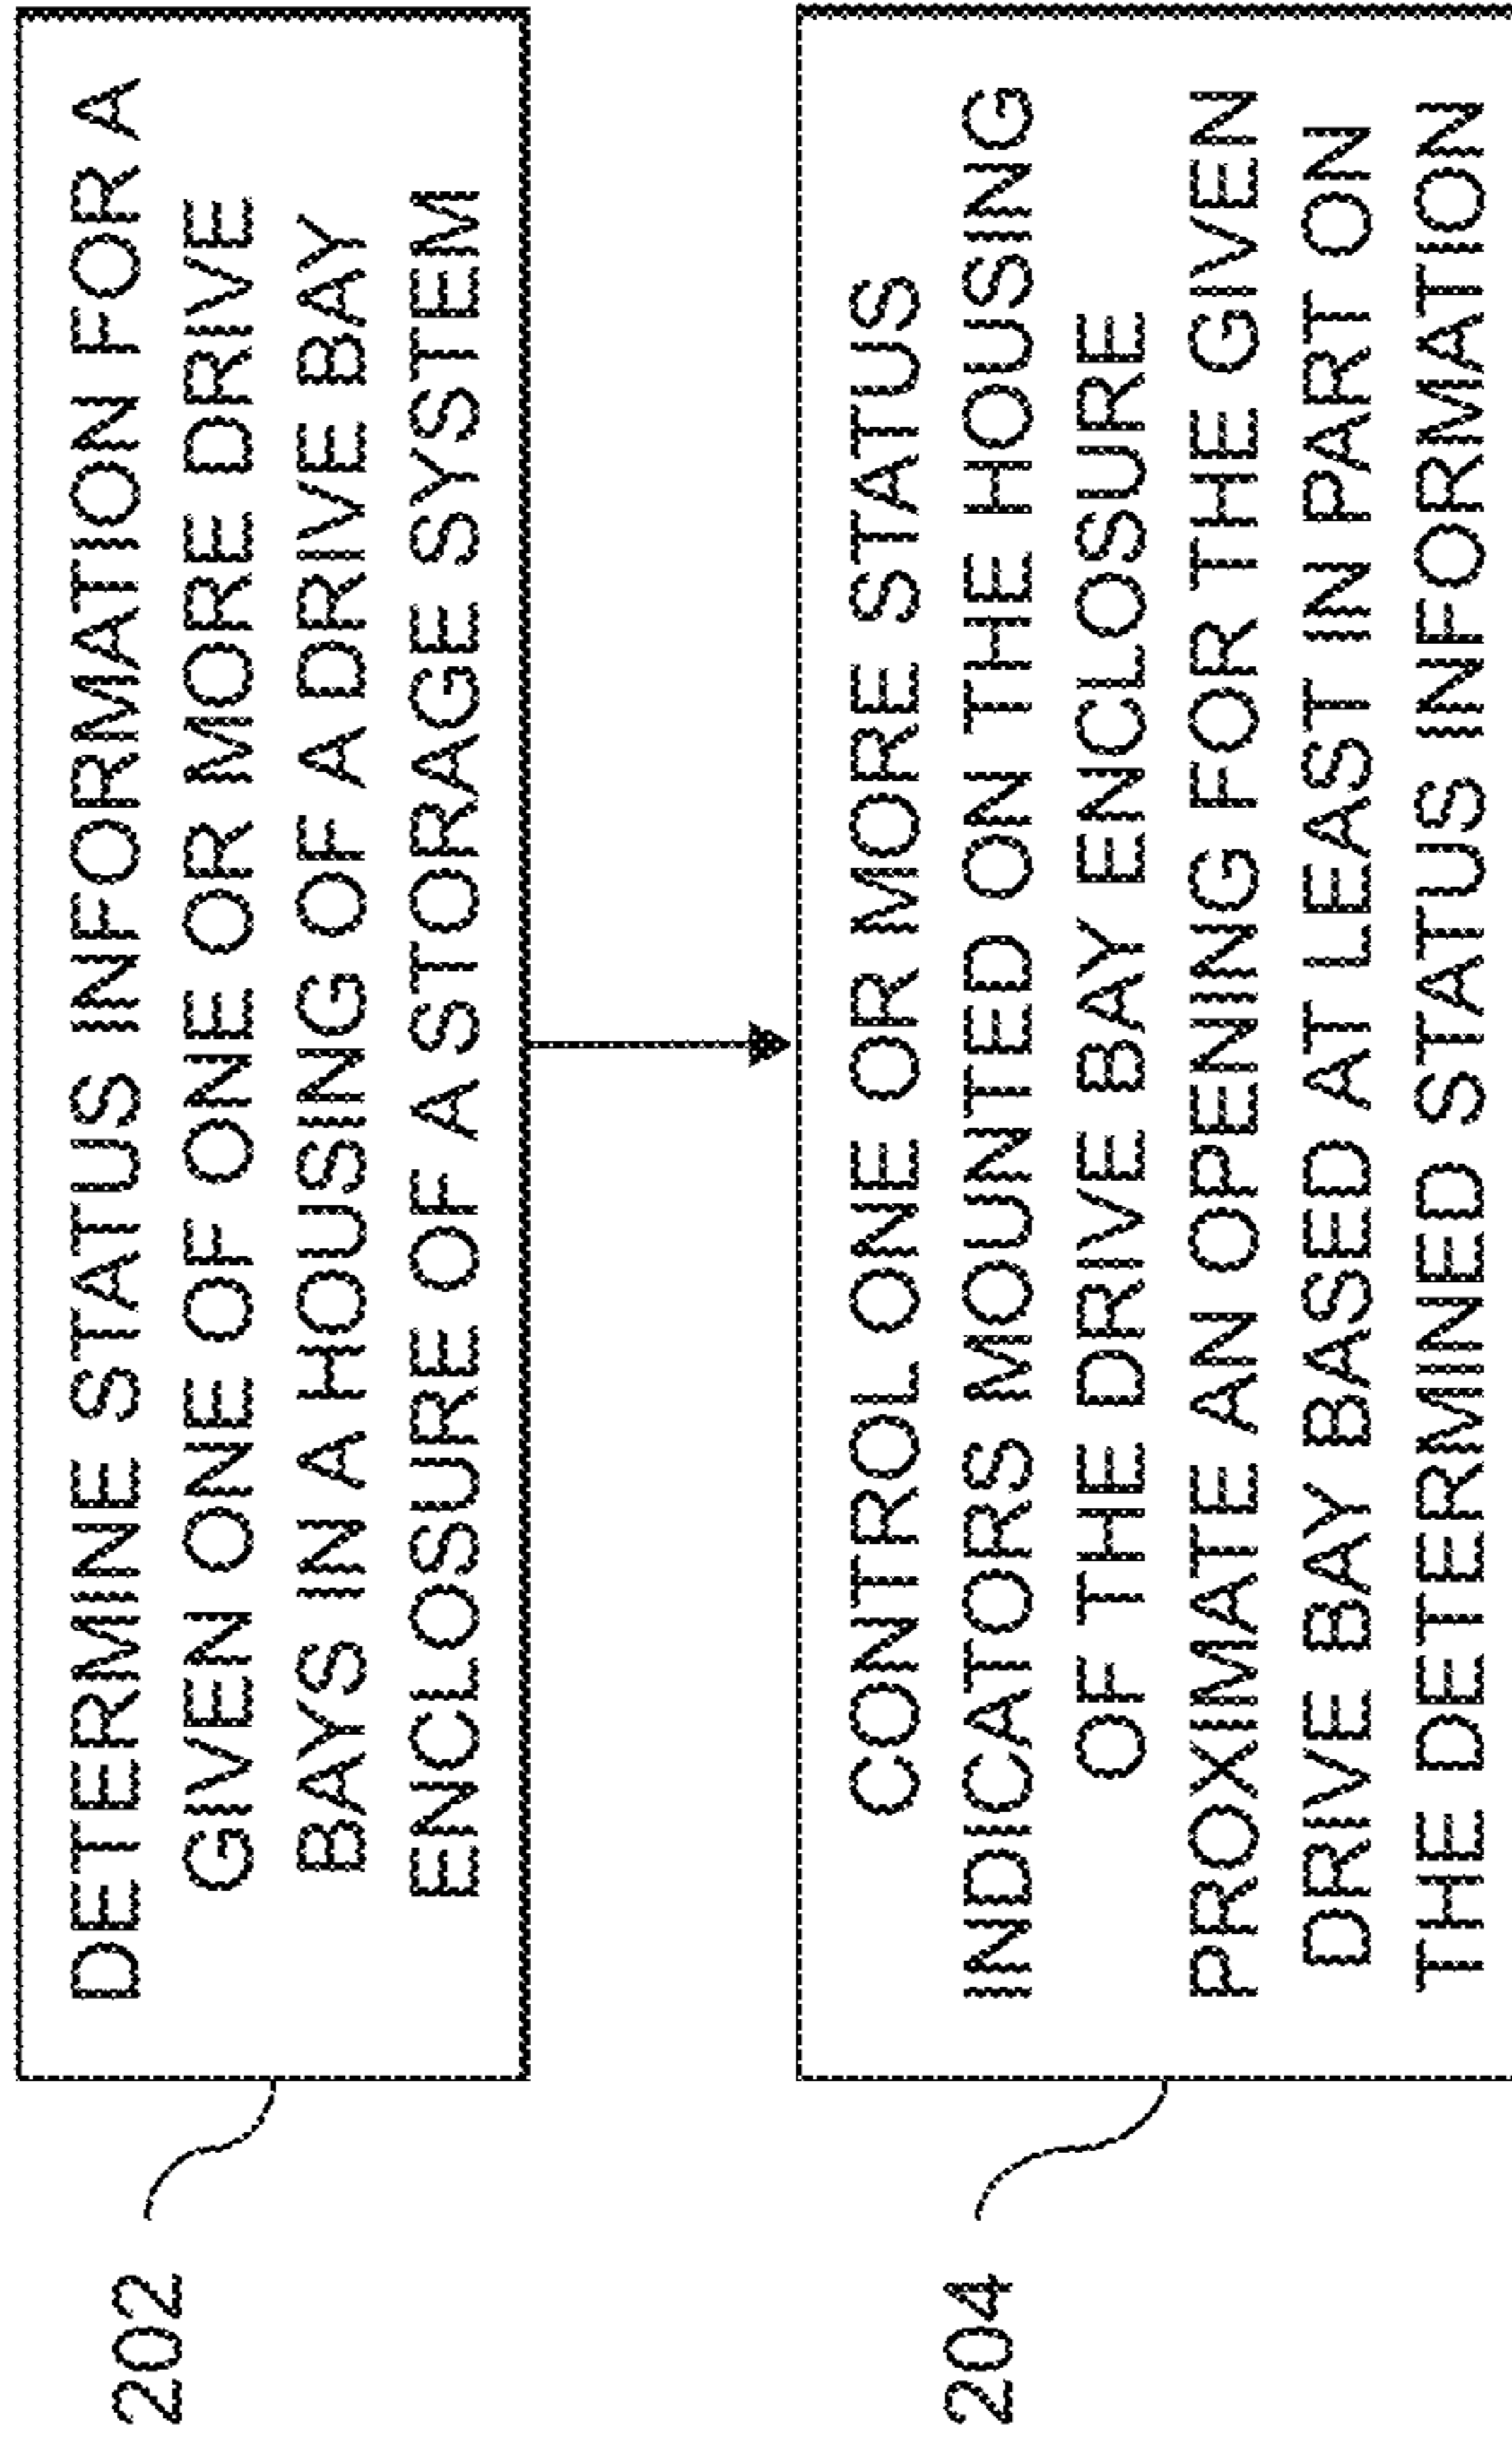 202
DETERMINE STATUS INFORMATION FOR A
GIVEN ONE OF ONE OR MORE DRIVE
BAYS IN A HOUSING OF A DRIVE BAY
ENCLOSURE OF A STORAGE SYSTEM
204
CONTROL ONE OR MORE STATUS
INDICATORS MOUNTED ON THE HOUSING
OF THE DRIVE BAY ENCLOSURE
PROXIMATE AN OPENING FOR THE GIVEN
DRIVE BAY BASED AT LEAST IN PART ON
THE DETERMINED STATUS INFORMATION